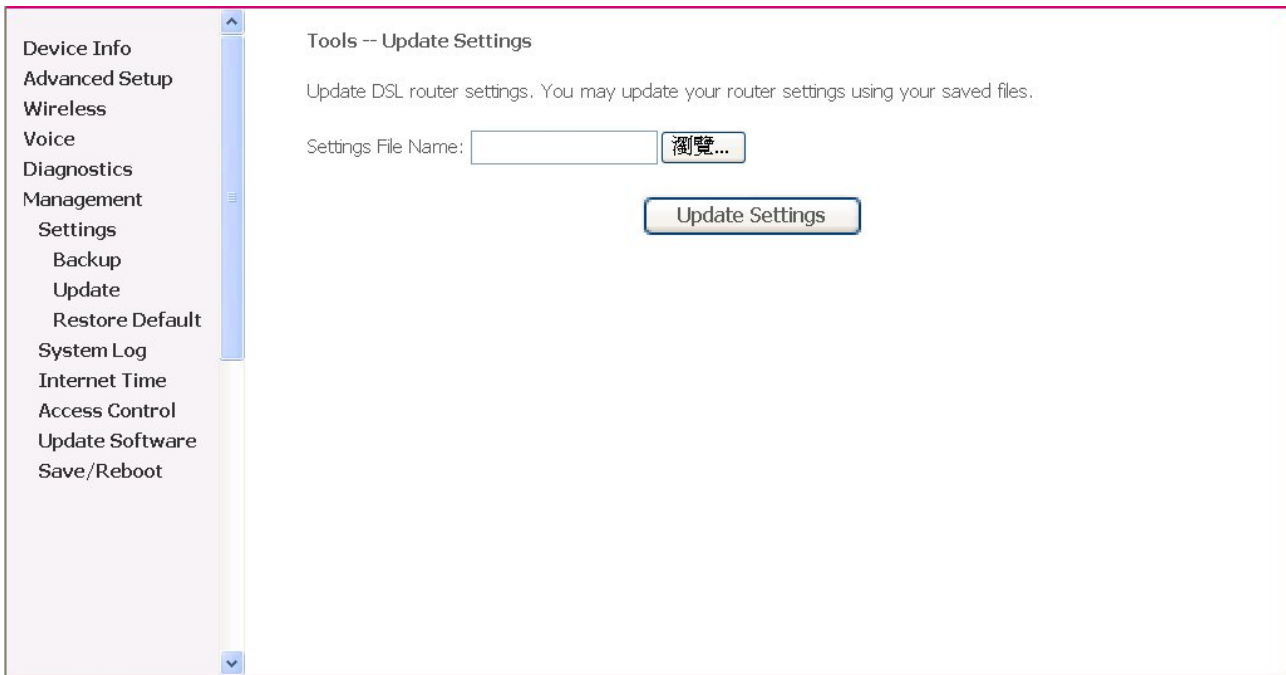 Device Info
Advanced Setup
Wireless
Voice
Diagnostics
Management
Settings
Backup
Update
Restore Default
System Log
Internet Time
Access Control
Update Software
Save/Reboot
Tools -- Update Settings
Update DSL router settings. You may update your router settings using your saved files.
Settings File Name: 瀏覽...
Update Settings